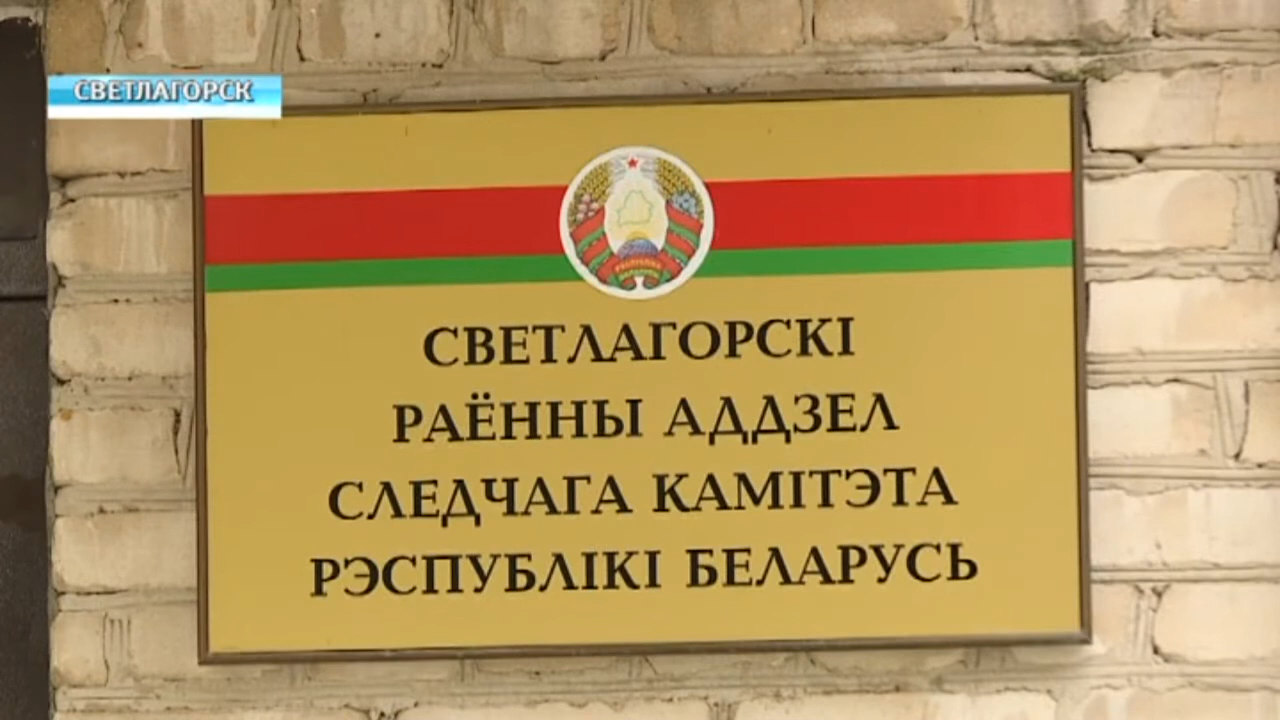 СВЕТЛАГОРСК
СВЕТЛАГОРСКІ
РАЁННЫ АДДЗЕЛ
СЛЕДЧАГА КАМІТЭТА
РЭСПУБЛІКІ БЕЛАРУСЬ